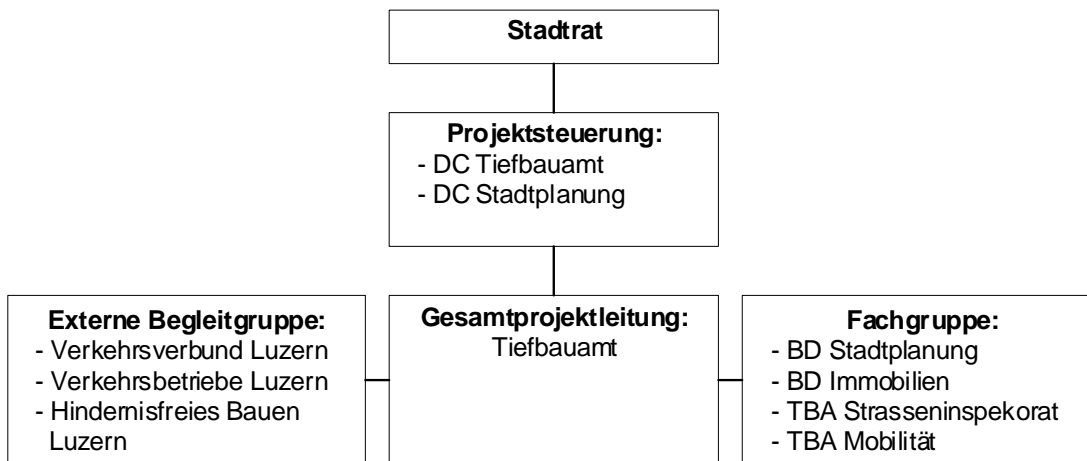 Stadtrat
Projektsteuerung:
- DC Tiefbauamt
- DC Stadtplanung
Externe Begleitgruppe:
- Verkehrsverbund Luzern
- Verkehrsbetriebe Luzern
- Hindernisfreies Bauen
Luzern
Gesamtprojektleitung:
Tiefbauamt
Fachgruppe:
- BD Stadtplanung
- BD Immobilien
- TBA Strasseninspekorat
- TBA Mobilität